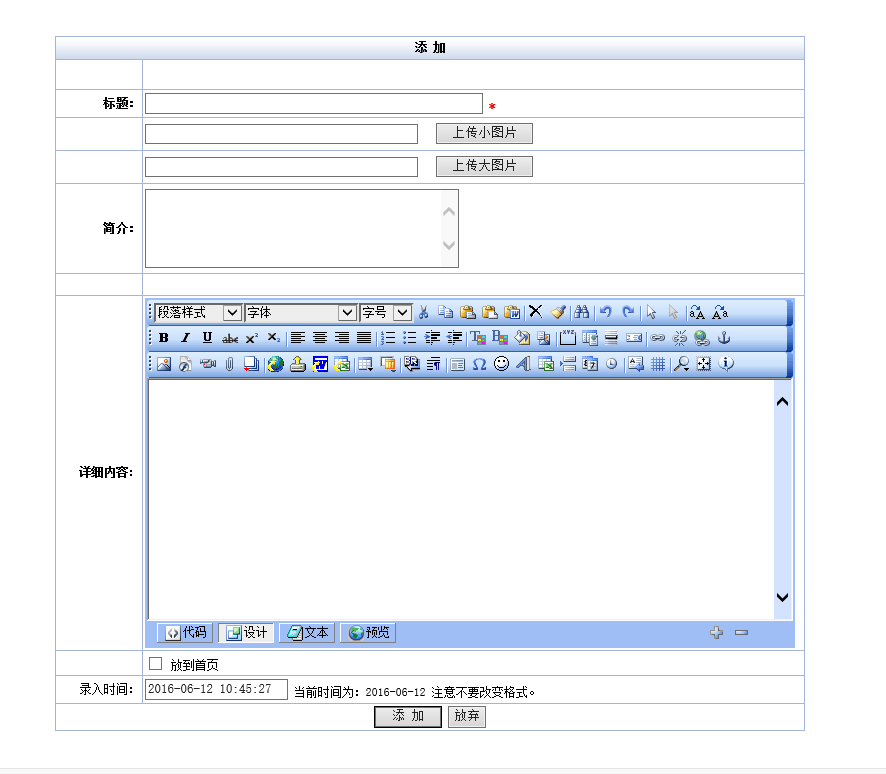 添 加
标题: *
上传小图片
上传大图片
简介:
段落样式 字体 字号
B I U abc x² x₂
详细内容:
代码 设计 文本 预览
放到首页
录入时间: 2016-06-12 10:45:27 当前时间为: 2016-06-12 注意不要改变格式。
添 加 放弃